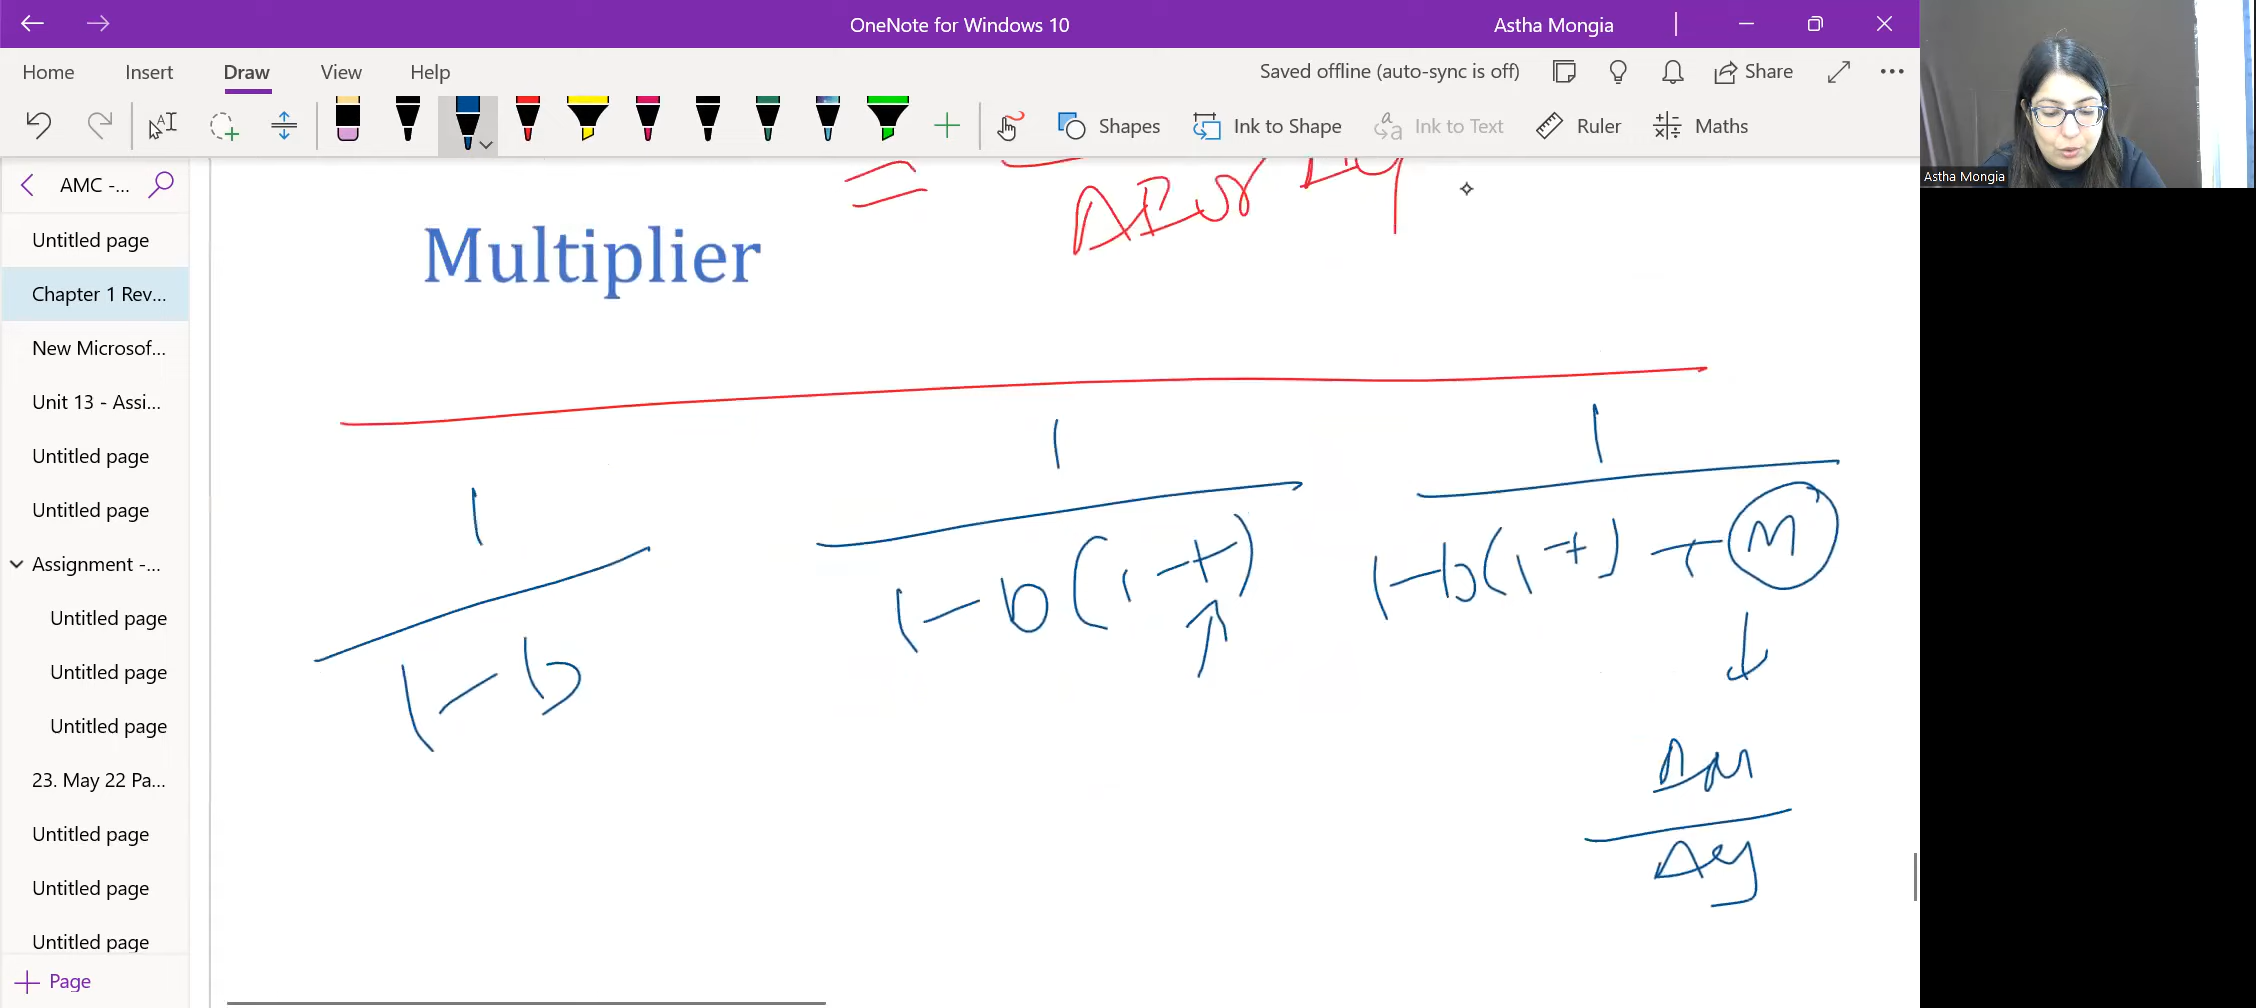 OneNote for Windows 10
Astha Mongia
Home Insert Draw View Help
Saved offline (auto-sync is off) Share
Shapes Ink to Shape Ink to Text Ruler Maths
Astha Mongia
AMC -...
Untitled page
Chapter 1 Rev...
New Microsof...
Unit 13 - Assi...
Untitled page
Untitled page
Assignment -...
Untitled page
Untitled page
Untitled page
23. May 22 Pa...
Untitled page
Untitled page
Untitled page
+ Page
=
Multiplier
1
1-b
1
1-b(1-t)
↑
1
1-b(1-t) + M
↓
ΔM
Δy